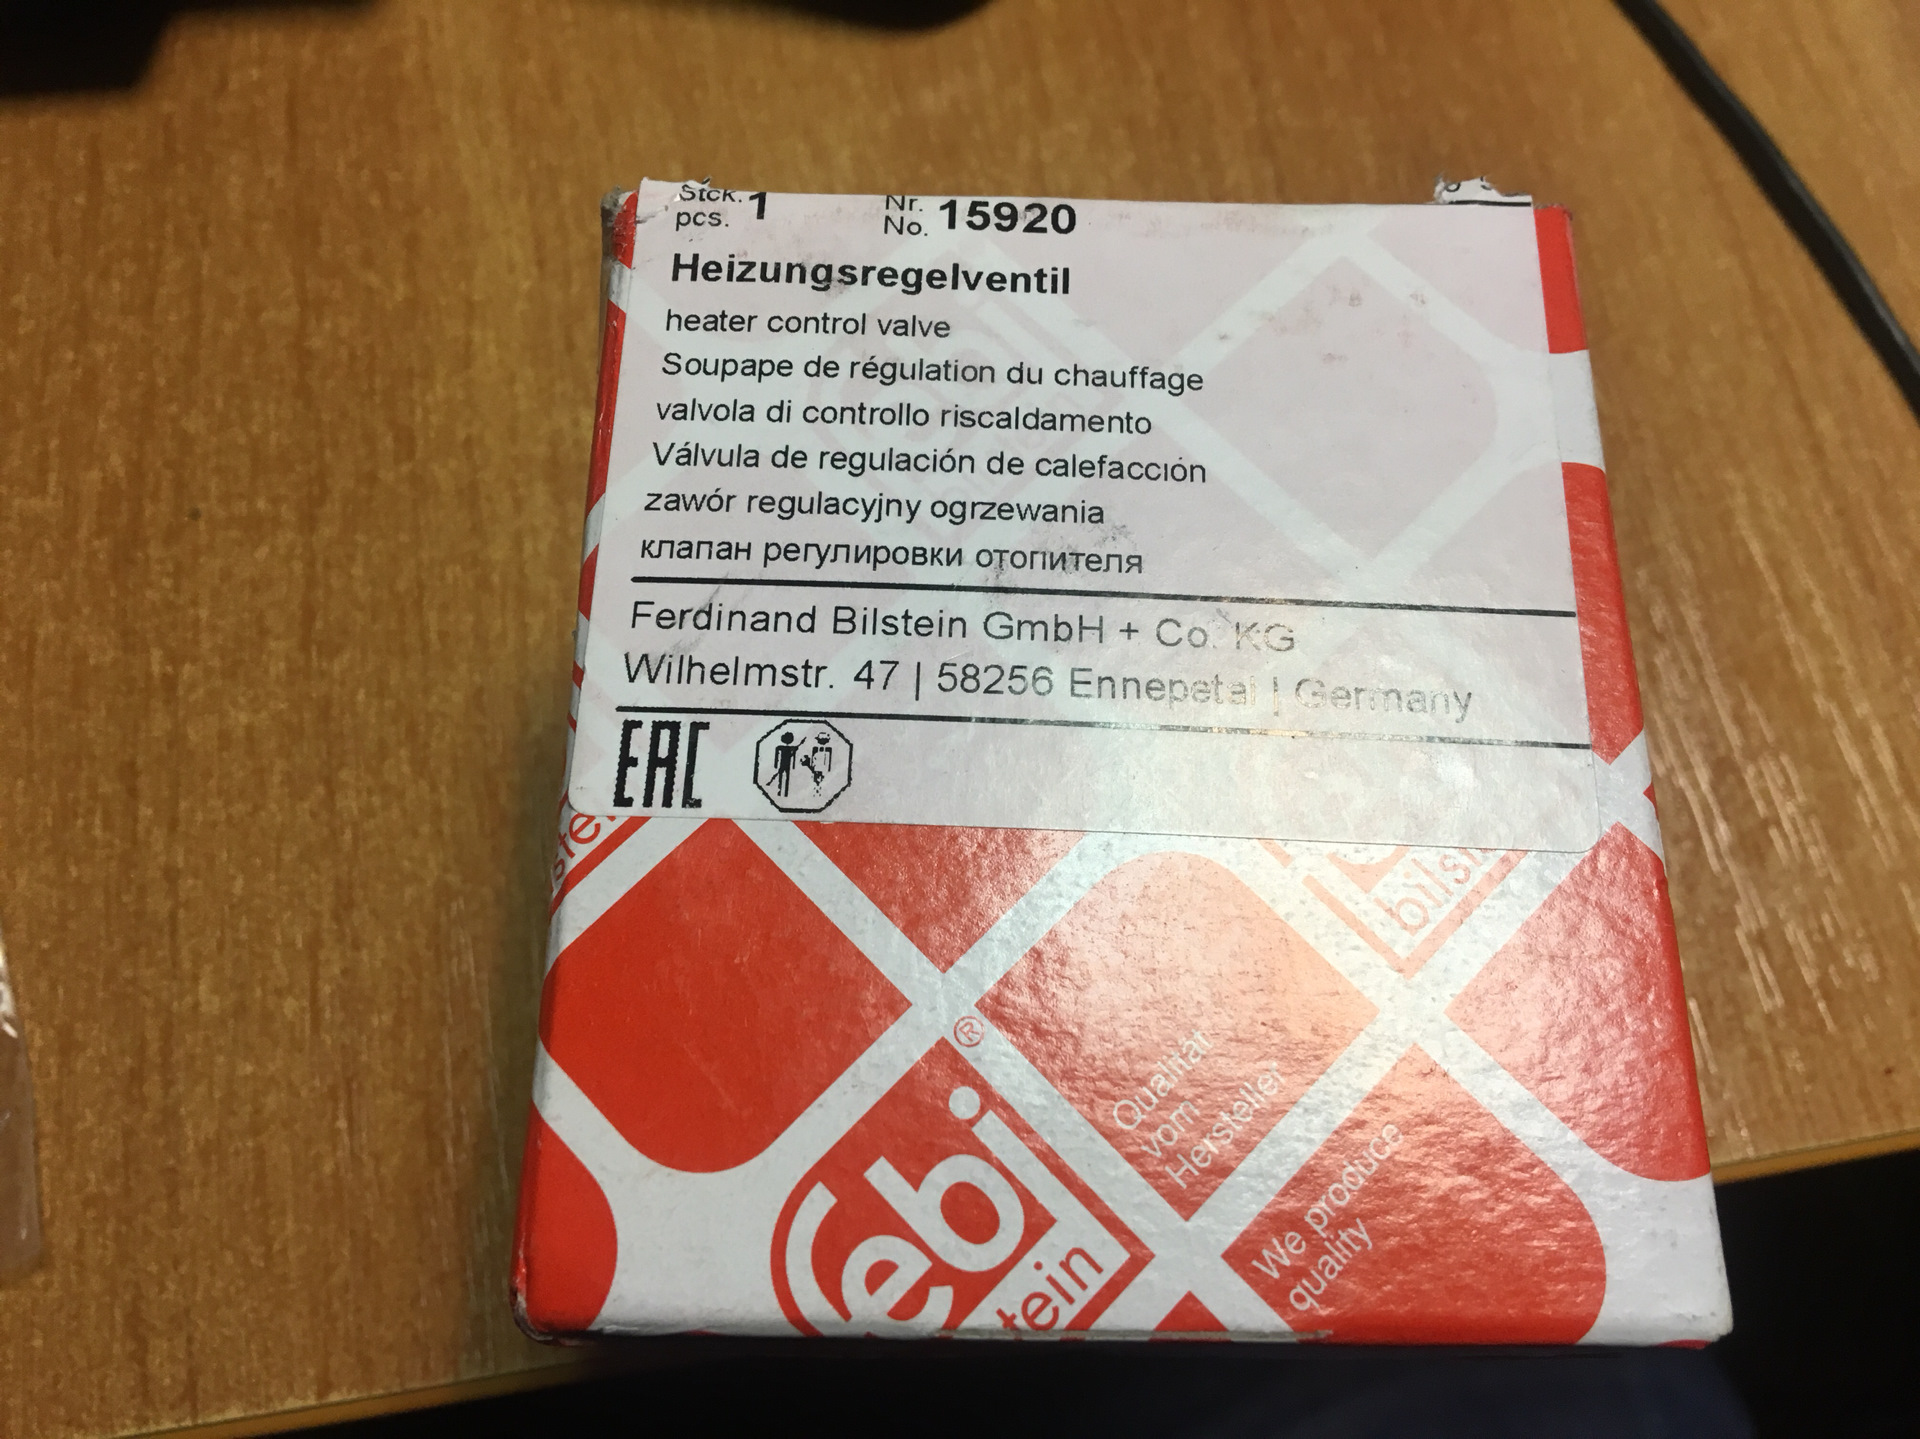 Stck. 1 Nr. 15920
pcs. No.
Heizungsregelventil
heater control valve
Soupape de régulation du chauffage
valvola di controllo riscaldamento
Válvula de regulación de calefacción
zawór regulacyjny ogrzewania
клапан регулировки отопителя
Ferdinand Bilstein GmbH + Co. KG
Wilhelmstr. 47 | 58256 Ennepetal | Germany
EAC
bilst
®
febi
stein
Qualität
vom
Hersteller
We produce
quality